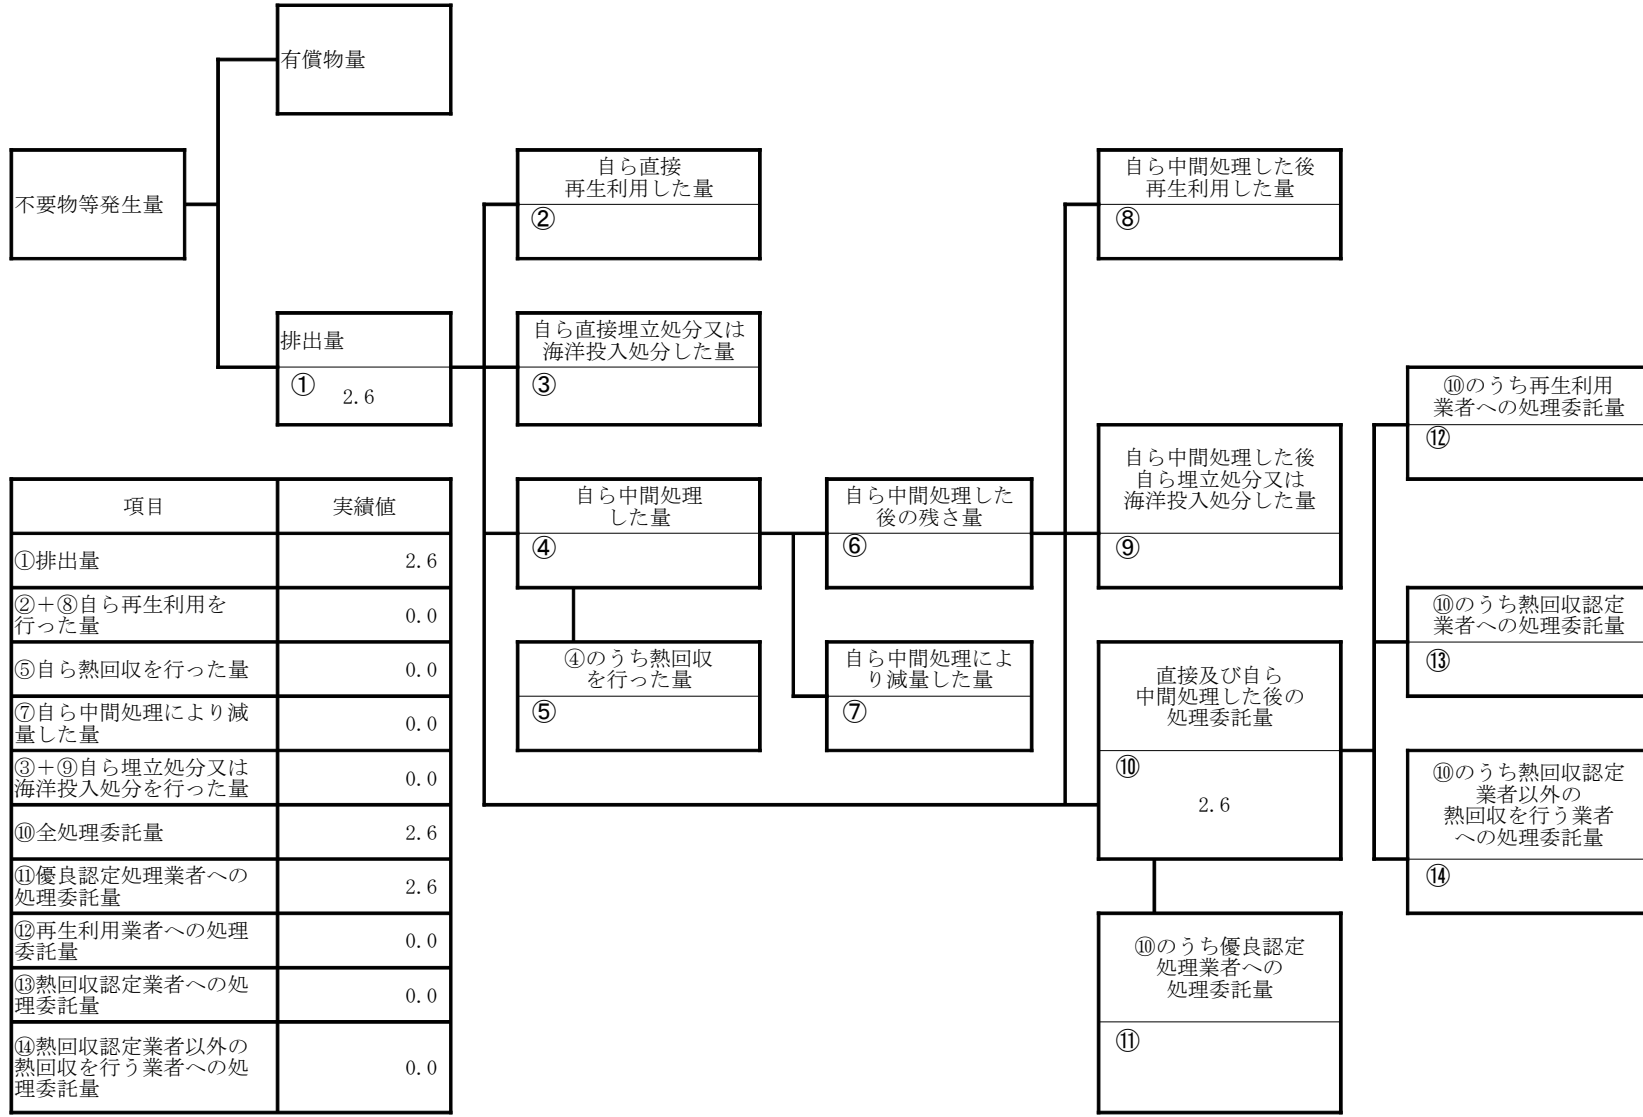 有償物量
不要物等発生量
排出量
①
2.6
自ら直接
再生利用した量
②
自ら直接埋立処分又は
海洋投入処分した量
③
自ら中間処理
した量
④
④のうち熱回収
を行った量
⑤
自ら中間処理した
後の残さ量
⑥
自ら中間処理によ
り減量した量
⑦
自ら中間処理した後
再生利用した量
⑧
自ら中間処理した後
自ら埋立処分又は
海洋投入処分した量
⑨
直接及び自ら
中間処理した後の
処理委託量
⑩
2.6
⑩のうち優良認定
処理業者への
処理委託量
⑪
⑩のうち再生利用
業者への処理委託量
⑫
⑩のうち熱回収認定
業者への処理委託量
⑬
⑩のうち熱回収認定
業者以外の
熱回収を行う業者
への処理委託量
⑭
項目 実績値
①排出量 2.6
②+⑧自ら再生利用を
行った量 0.0
⑤自ら熱回収を行った量 0.0
⑦自ら中間処理により減
量した量 0.0
③+⑨自ら埋立処分又は
海洋投入処分を行った量 0.0
⑩全処理委託量 2.6
⑪優良認定処理業者への
処理委託量 2.6
⑫再生利用業者への処理
委託量 0.0
⑬熱回収認定業者への処
理委託量 0.0
⑭熱回収認定業者以外の
熱回収を行う業者への処
理委託量 0.0